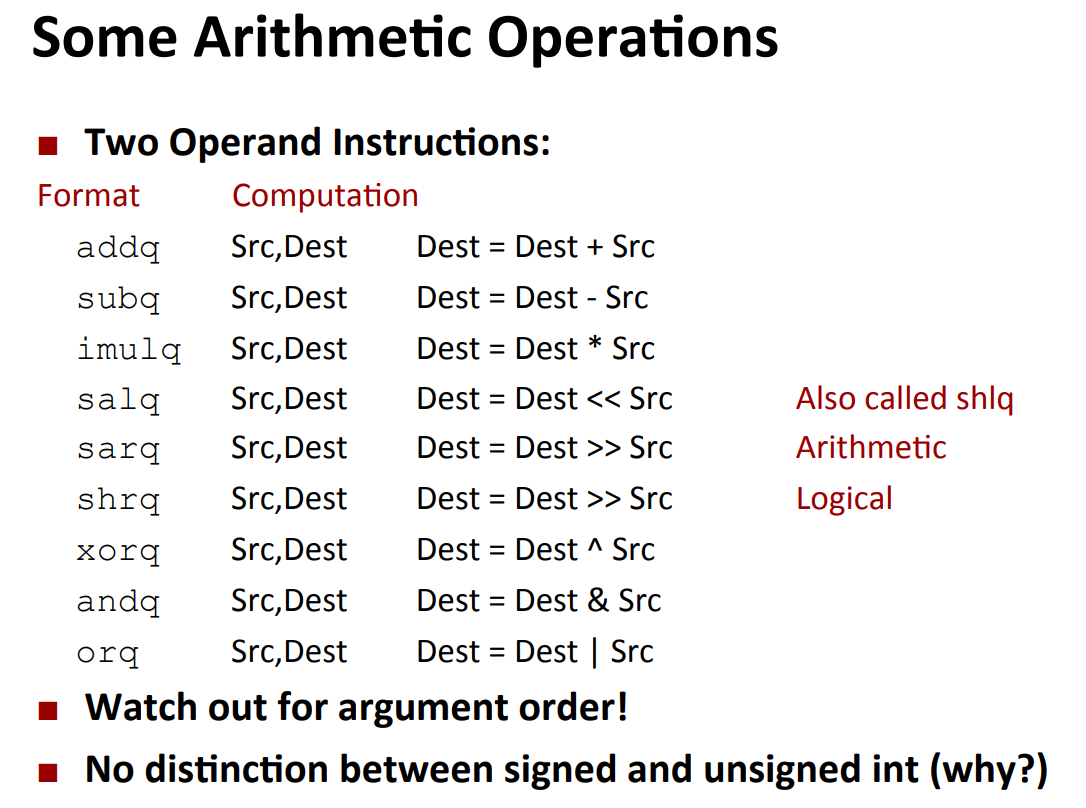 Some Arithmetic Operations
■ Two Operand Instructions:
Format Computation
addq Src,Dest Dest = Dest + Src
subq Src,Dest Dest = Dest - Src
imulq Src,Dest Dest = Dest * Src
salq Src,Dest Dest = Dest << Src Also called shlq
sarq Src,Dest Dest = Dest >> Src Arithmetic
shrq Src,Dest Dest = Dest >> Src Logical
xorq Src,Dest Dest = Dest ^ Src
andq Src,Dest Dest = Dest & Src
orq Src,Dest Dest = Dest | Src
■ Watch out for argument order!
■ No distinction between signed and unsigned int (why?)